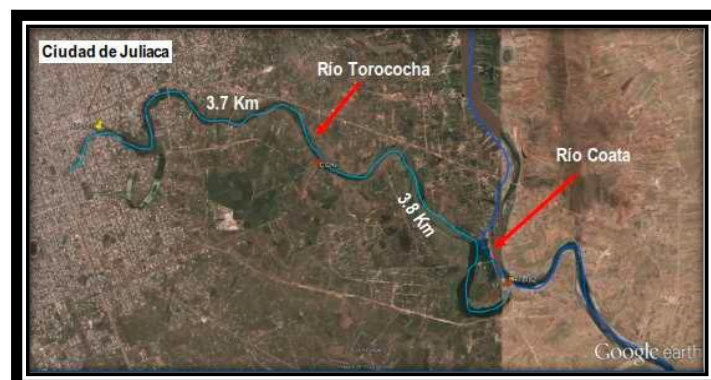 Ciudad de Juliaca
Río Torococha
3.7 Km
Río Coata
3.8 Km
Google earth